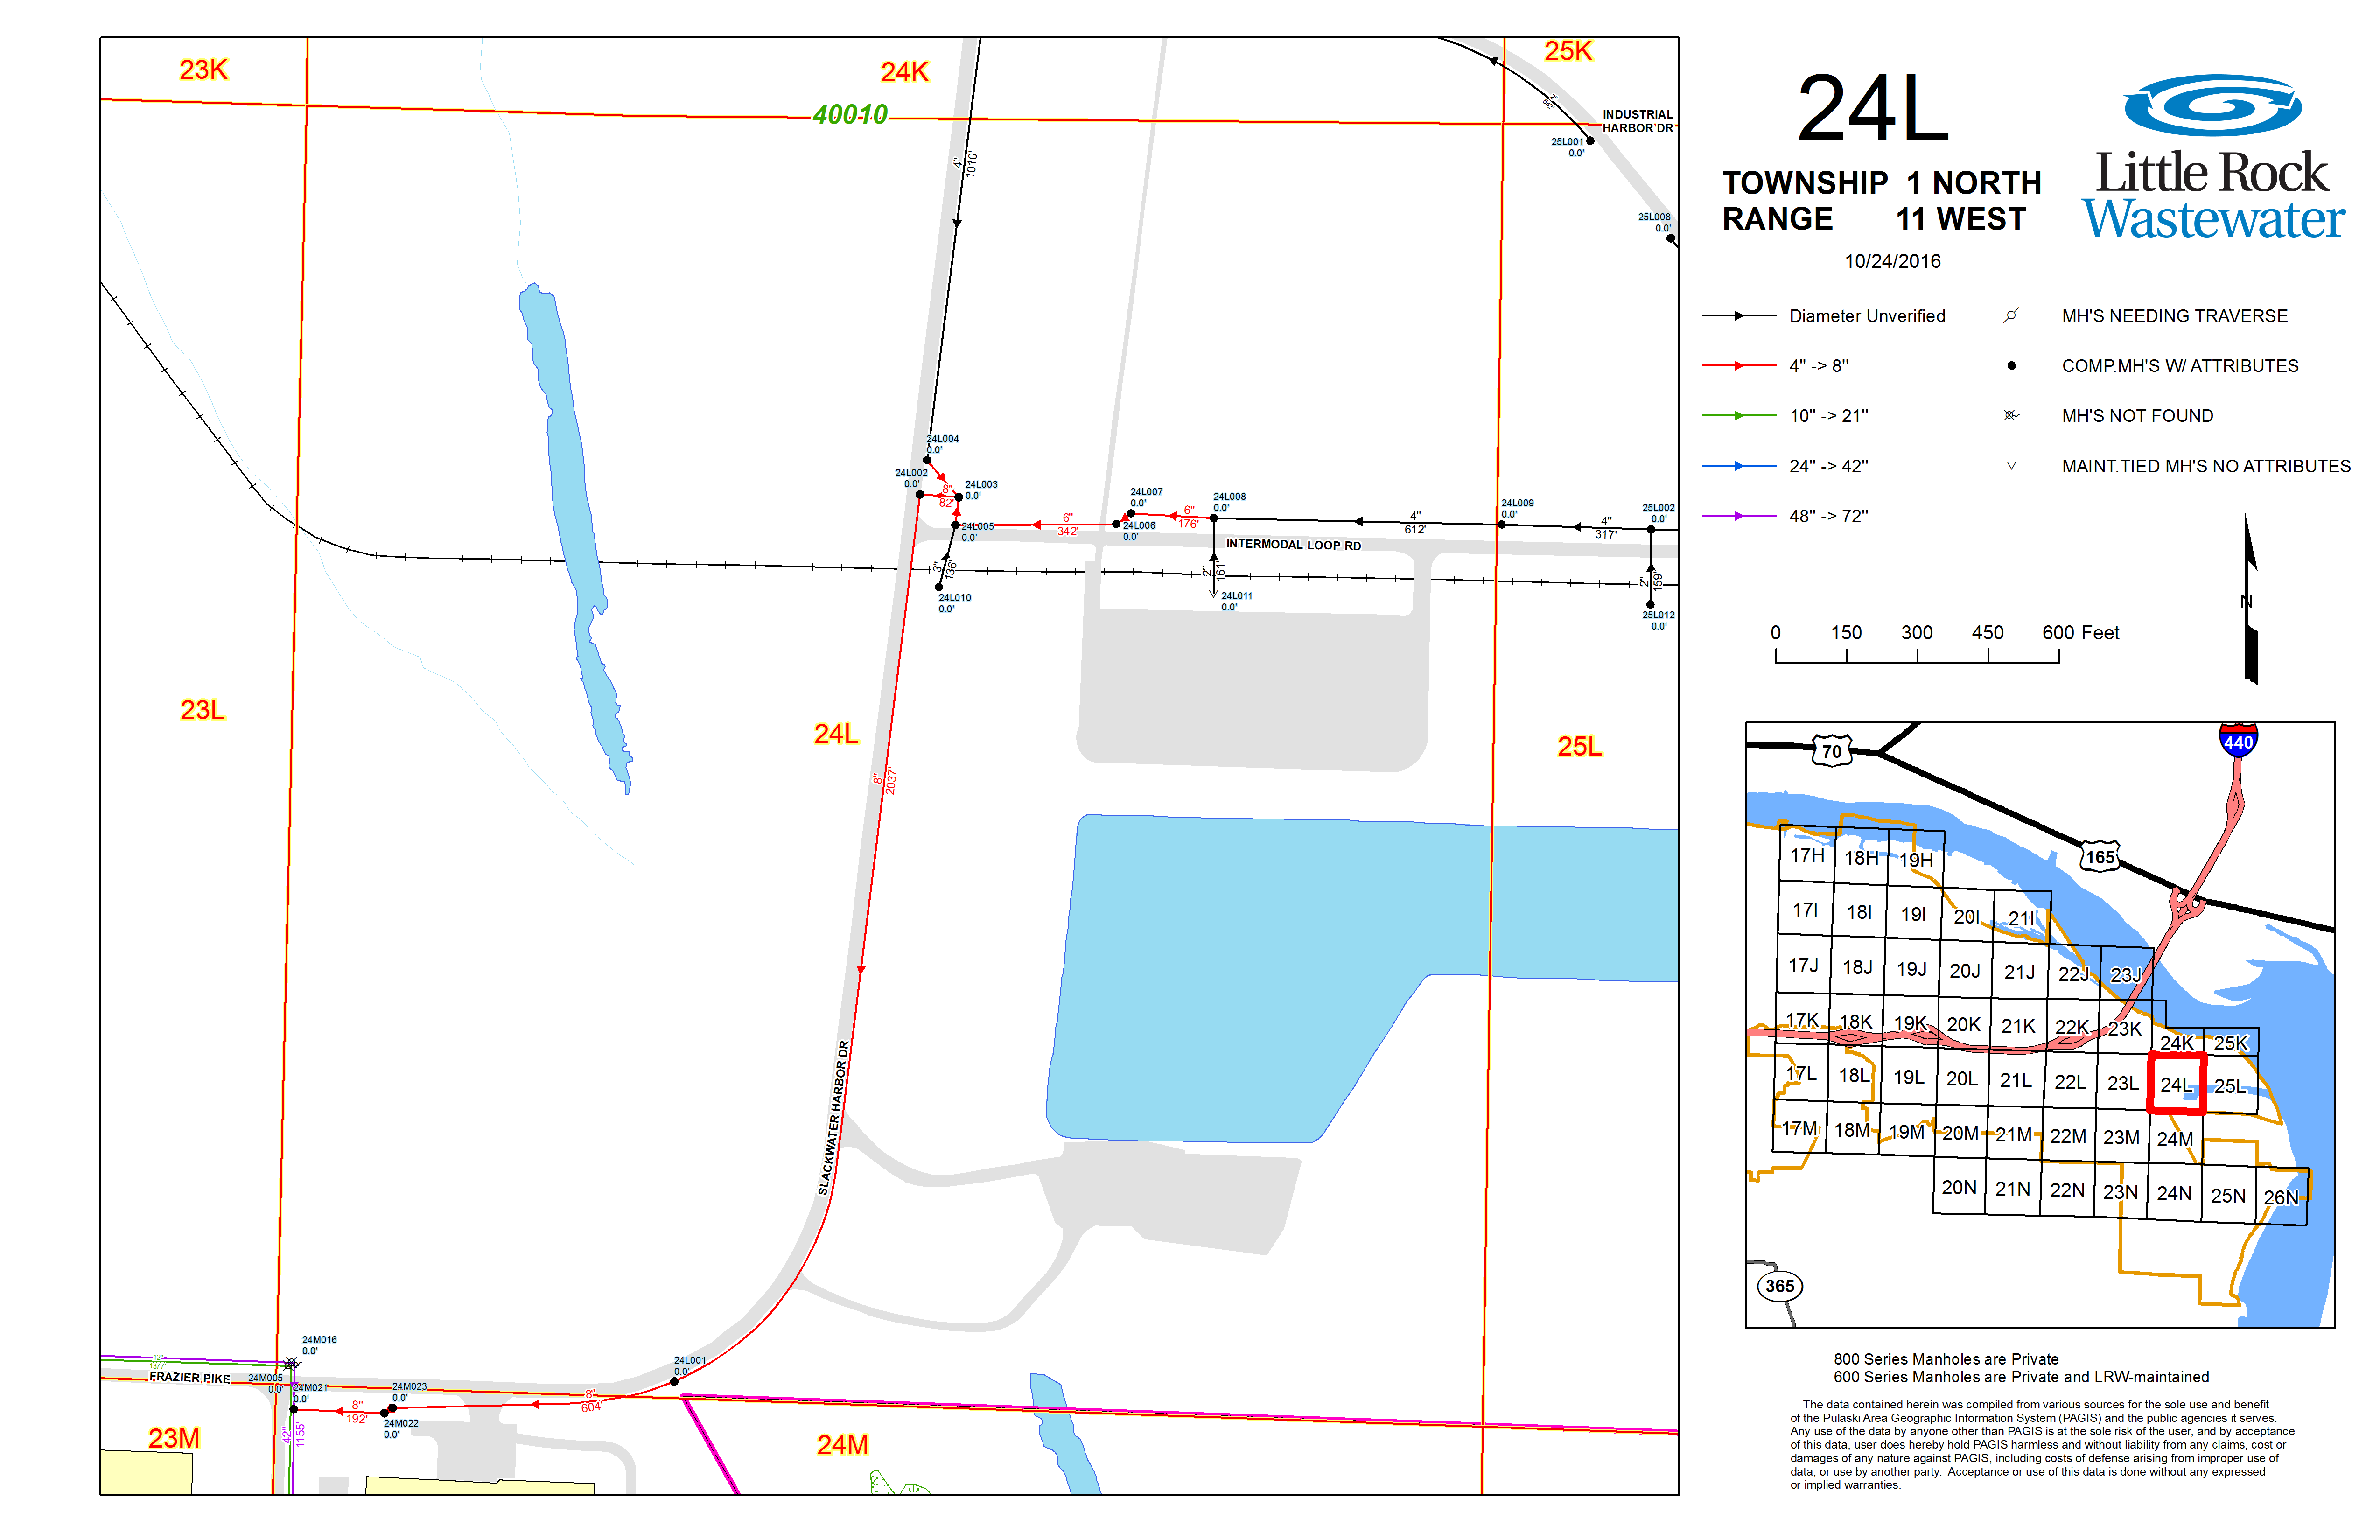 23K
24K
25K
40010
INDUSTRIAL
HARBOR DR
2"
542'
25L001
0.0'
4"
1010'
25L008
0.0'
24L004
0.0'
24L002
0.0'
24L003
0.0'
8"
82'
24L007
0.0'
24L008
0.0'
24L009
0.0'
25L002
0.0'
24L005
0.0'
6"
342'
24L006
0.0'
6"
176'
4"
612'
4"
317'
INTERMODAL LOOP RD
3"
136'
24L010
0.0'
2"
161'
24L011
0.0'
2"
159'
25L012
0.0'
23L
24L
25L
8"
2037'
SLACKWATER HARBOR DR
24M016
0.0'
12"
1377'
24L001
0.0'
FRAZIER PIKE
24M005
0.0'
24M021
0.0'
24M023
0.0'
8"
192'
24M022
0.0'
8"
604'
42"
1155'
23M
24M
24L
TOWNSHIP 1 NORTH
RANGE 11 WEST
10/24/2016
Little Rock
Wastewater
Diameter Unverified
4" -> 8"
10" -> 21"
24" -> 42"
48" -> 72"
MH'S NEEDING TRAVERSE
COMP.MH'S W/ ATTRIBUTES
MH'S NOT FOUND
MAINT.TIED MH'S NO ATTRIBUTES
N
0 150 300 450 600 Feet
70
440
165
365
17H 18H 19H
17I 18I 19I 20I 21I
17J 18J 19J 20J 21J 22J 23J
17K 18K 19K 20K 21K 22K 23K 24K 25K
17L 18L 19L 20L 21L 22L 23L 24L 25L
17M 18M 19M 20M 21M 22M 23M 24M
20N 21N 22N 23N 24N 25N 26N
800 Series Manholes are Private
600 Series Manholes are Private and LRW-maintained
The data contained herein was compiled from various sources for the sole use and benefit
of the Pulaski Area Geographic Information System (PAGIS) and the public agencies it serves.
Any use of the data by anyone other than PAGIS is at the sole risk of the user, and by acceptance
of this data, user does hereby hold PAGIS harmless and without liability from any claims, cost or
damages of any nature against PAGIS, including costs of defense arising from improper use of
data, or use by another party. Acceptance or use of this data is done without any expressed
or implied warranties.